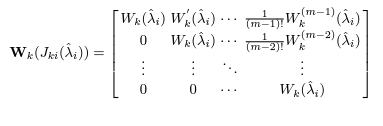 \mathbf{W}_k(J_{ki}(\hat{\lambda}_i)) = \begin{bmatrix} W_k(\hat{\lambda}_i) & W_k^{'}(\hat{\lambda}_i) & \cdots & \frac{1}{(m-1)!}W_k^{(m-1)}(\hat{\lambda}_i) \\ 0 & W_k(\hat{\lambda}_i) & \cdots & \frac{1}{(m-2)!}W_k^{(m-2)}(\hat{\lambda}_i) \\ \vdots & \vdots & \ddots & \vdots \\ 0 & 0 & \cdots & W_k(\hat{\lambda}_i) \end{bmatrix}